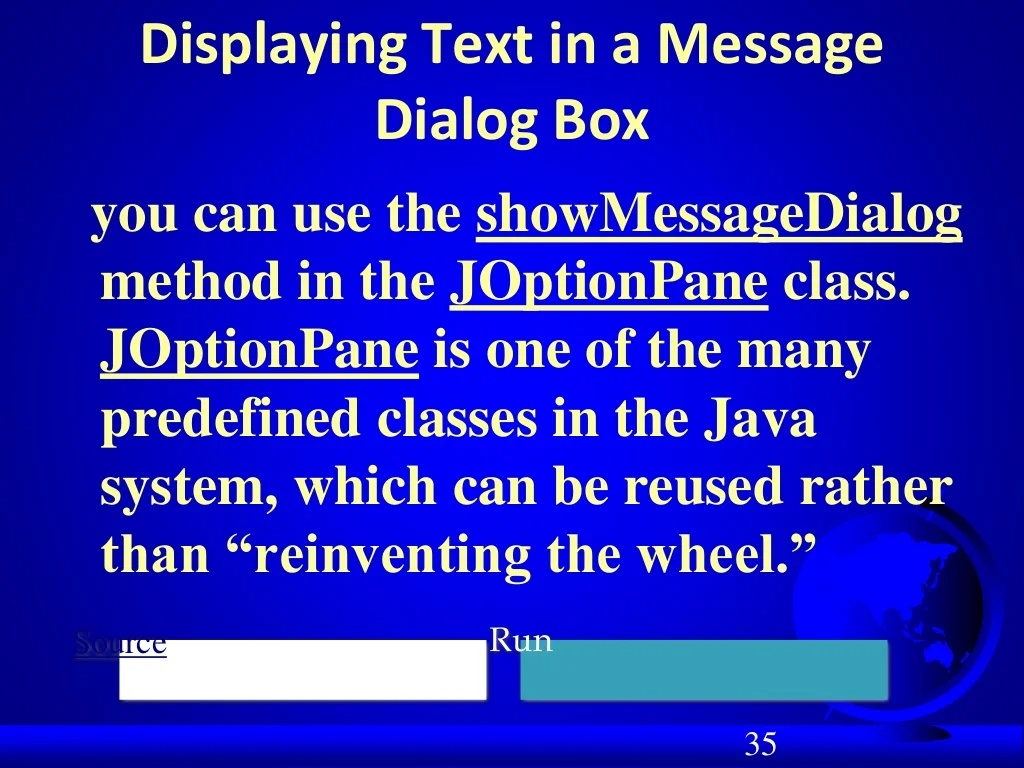 Displaying Text in a Message
Dialog Box
you can use the showMessageDialog
method in the JOptionPane class.
JOptionPane is one of the many
predefined classes in the Java
system, which can be reused rather
than “reinventing the wheel.”
Source
Run
35